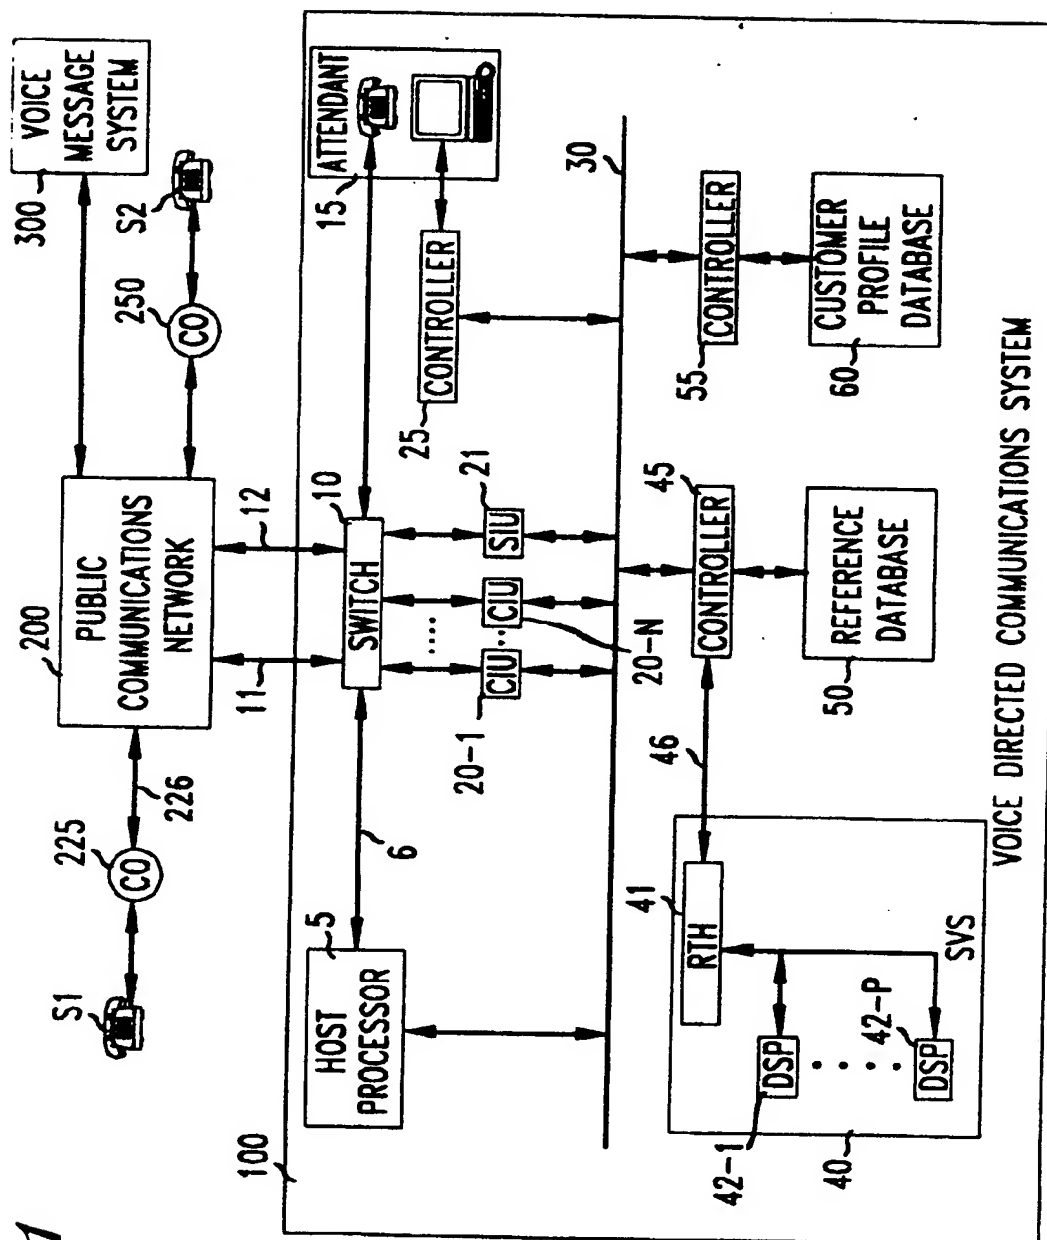 300
VOICE
MESSAGE
SYSTEM
S1
225
CO
226
200
PUBLIC
COMMUNICATIONS
NETWORK
250
CO
S2
100
11
12
HOST
PROCESSOR
5
6
SWITCH
10
15
ATTENDANT
20-1
CIU
CIU
20-N
SIU
21
25
CONTROLLER
30
40
SVS
RTH
41
42-1
DSP
DSP
42-P
46
CONTROLLER
45
REFERENCE
DATABASE
50
55
CONTROLLER
CUSTOMER
PROFILE
DATABASE
60
VOICE DIRECTED COMMUNICATIONS SYSTEM